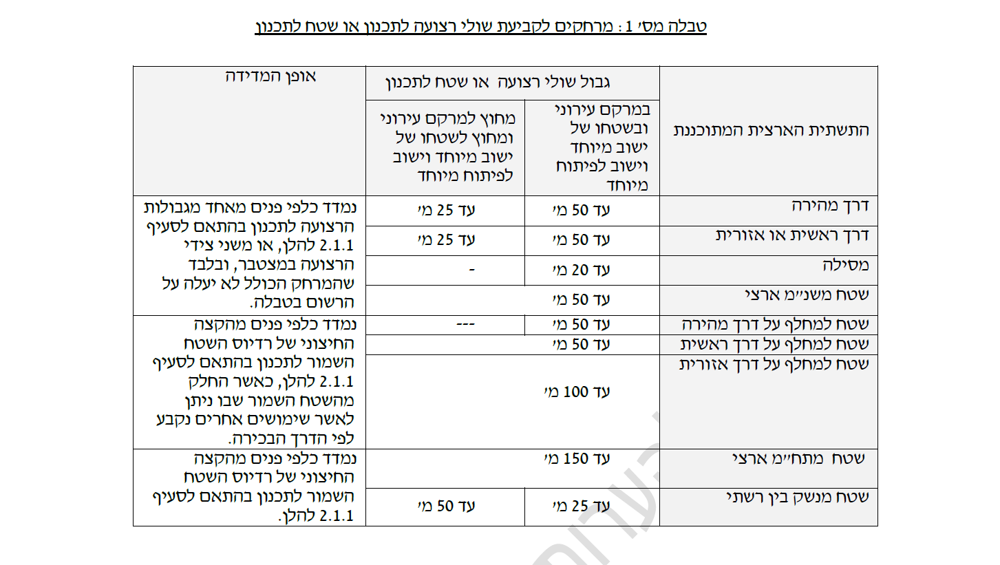 טבלה מס׳ 1: מרחקים לקביעת שולי רצועה לתכנון או שטח לתכנון
התשתית הארצית המתוכננת
גבול שולי רצועה או שטח לתכנון
אופן המדידה
במרקם עירוני
ובשטחו של
ישוב מיוחד
וישוב לפיתוח
מיוחד
מחוץ למרקם עירוני
ומחוץ לשטחו של
ישוב מיוחד וישוב
לפיתוח מיוחד
דרך מהירה
עד 50 מ׳
עד 25 מ׳
נמדד כלפי פנים מאחד מגבולות
הרצועה לתכנון בהתאם לסעיף
2.1.1 להלן, או משני צידי
הרצועה במצטבר, ובלבד
שהמרחק הכולל לא יעלה על
הרשום בטבלה.
דרך ראשית או אזורית
עד 50 מ׳
עד 25 מ׳
מסילה
עד 20 מ׳
-
שטח משנ״מ ארצי
עד 50 מ׳
שטח למחלף על דרך מהירה
עד 50 מ׳
---
נמדד כלפי פנים מהקצה
החיצוני של רדיוס השטח
השמור לתכנון בהתאם לסעיף
2.1.1 להלן, כאשר החלק
מהשטח השמור שבו ניתן
לאשר שימושים אחרים נקבע
לפי הדרך הבכירה.
שטח למחלף על דרך ראשית
עד 50 מ׳
שטח למחלף על דרך אזורית
עד 100 מ׳
שטח מתח״מ ארצי
עד 150 מ׳
נמדד כלפי פנים מהקצה
החיצוני של רדיוס השטח
השמור לתכנון בהתאם לסעיף
2.1.1 להלן.
שטח מנשק בין רשתי
עד 25 מ׳
עד 50 מ׳